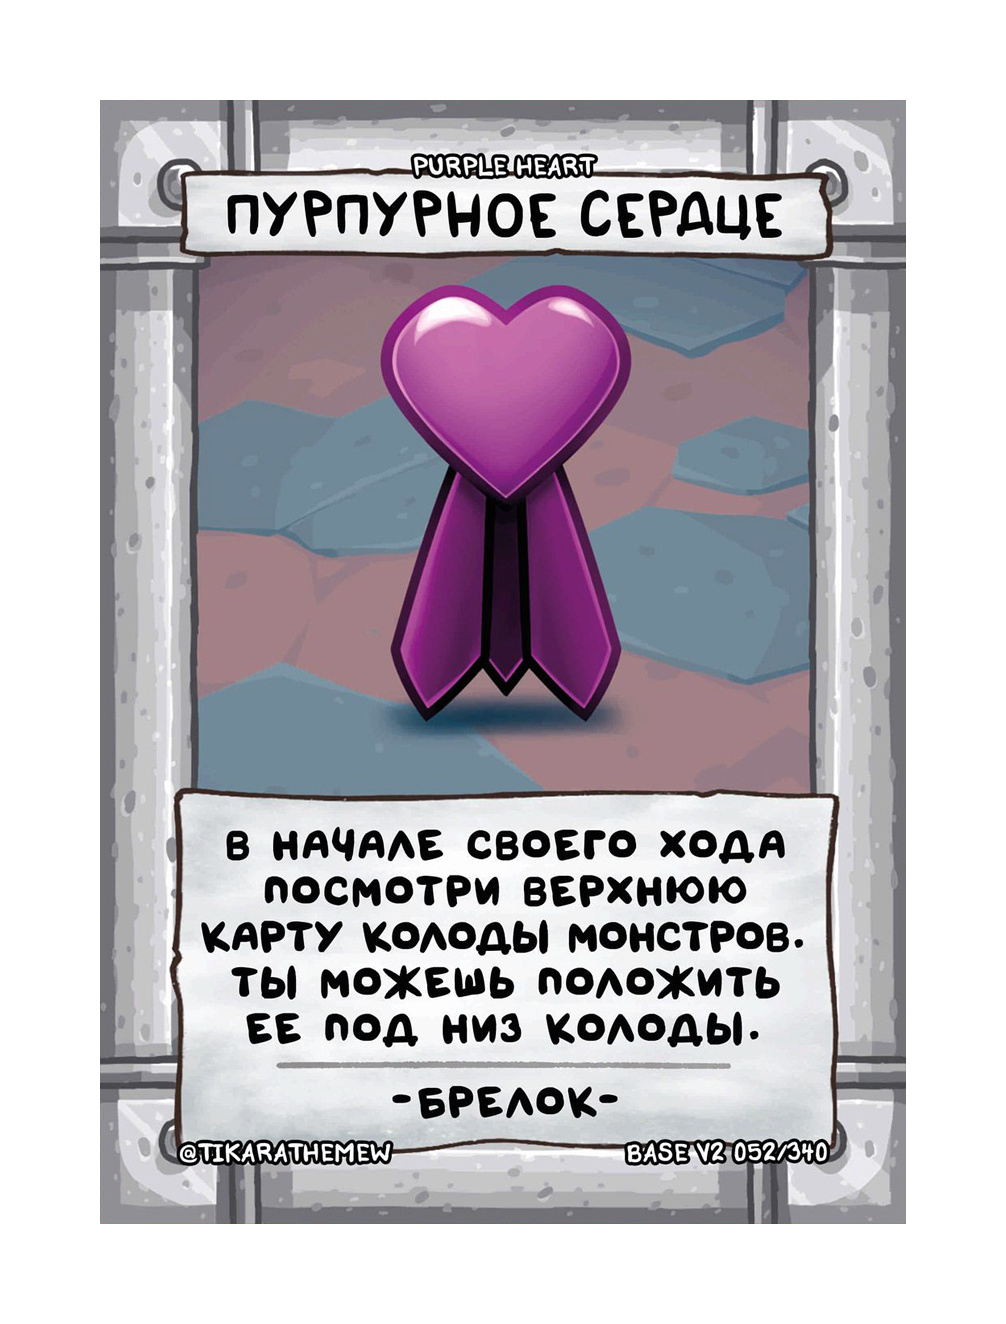 PURPLE HEART
ПУРПУРНОЕ СЕРДЦЕ
В НАЧАЛЕ СВОЕГО ХОДА
ПОСМОТРИ ВЕРХНЮЮ
КАРТУ КОЛОДЫ МОНСТРОВ.
ТЫ МОЖЕШЬ ПОЛОЖИТЬ
ЕЕ ПОД НИЗ КОЛОДЫ.
-БРЕЛОК-
@TIKARATHEMEW
BASE V2 052/340